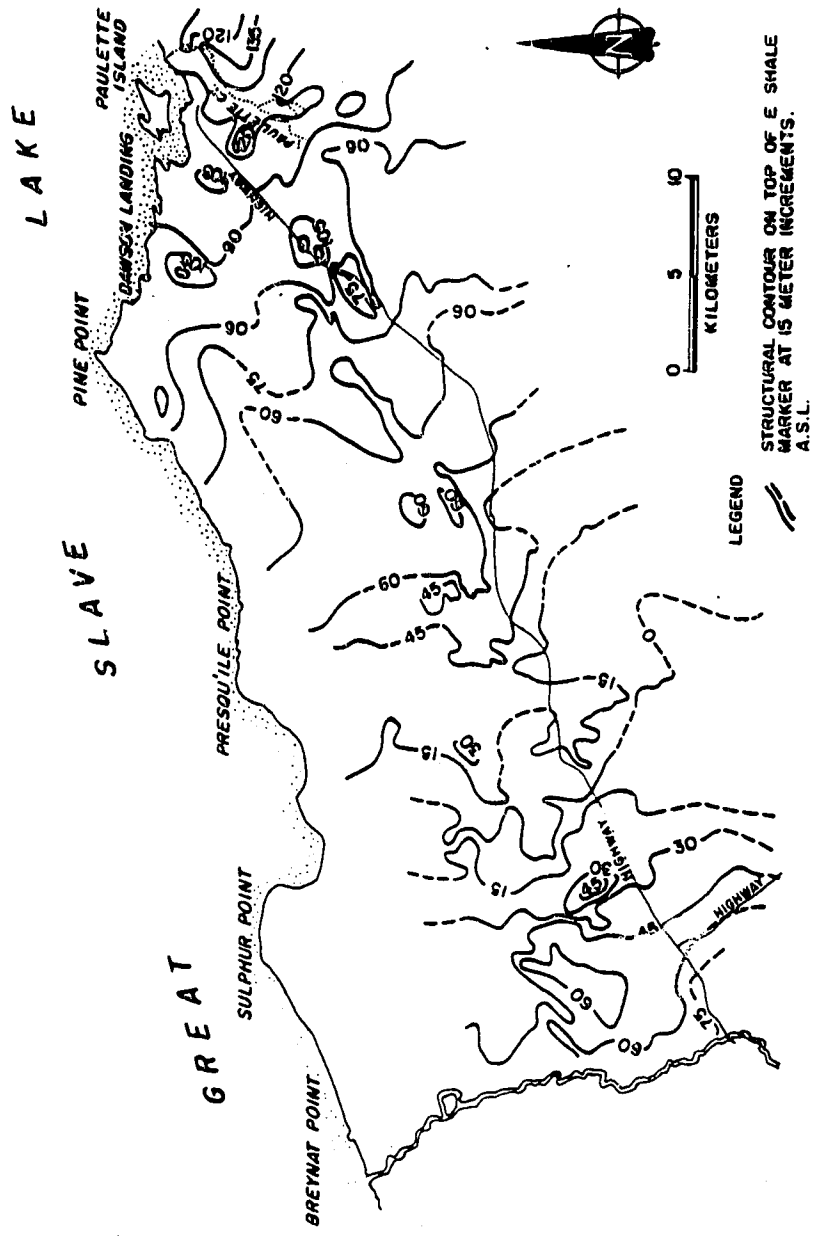 GREAT
SLAVE
LAKE
BREYNAT POINT
SULPHUR POINT
PRESQU'ILE POINT
PINE POINT
DAWSON LANDING
PAULETTE
ISLAND
PAULETTE C.
HIGHWAY
HIGHWAY
HIGHWAY
N
120
135
120
90
90
90
90
75
75
60
60
60
60
45
45
45
45
30
30
30
15
15
15
0
75
0 5 10
KILOMETERS
LEGEND
STRUCTURAL CONTOUR ON TOP OF E SHALE
MARKER AT 15 METER INCREMENTS.
A.S.L.